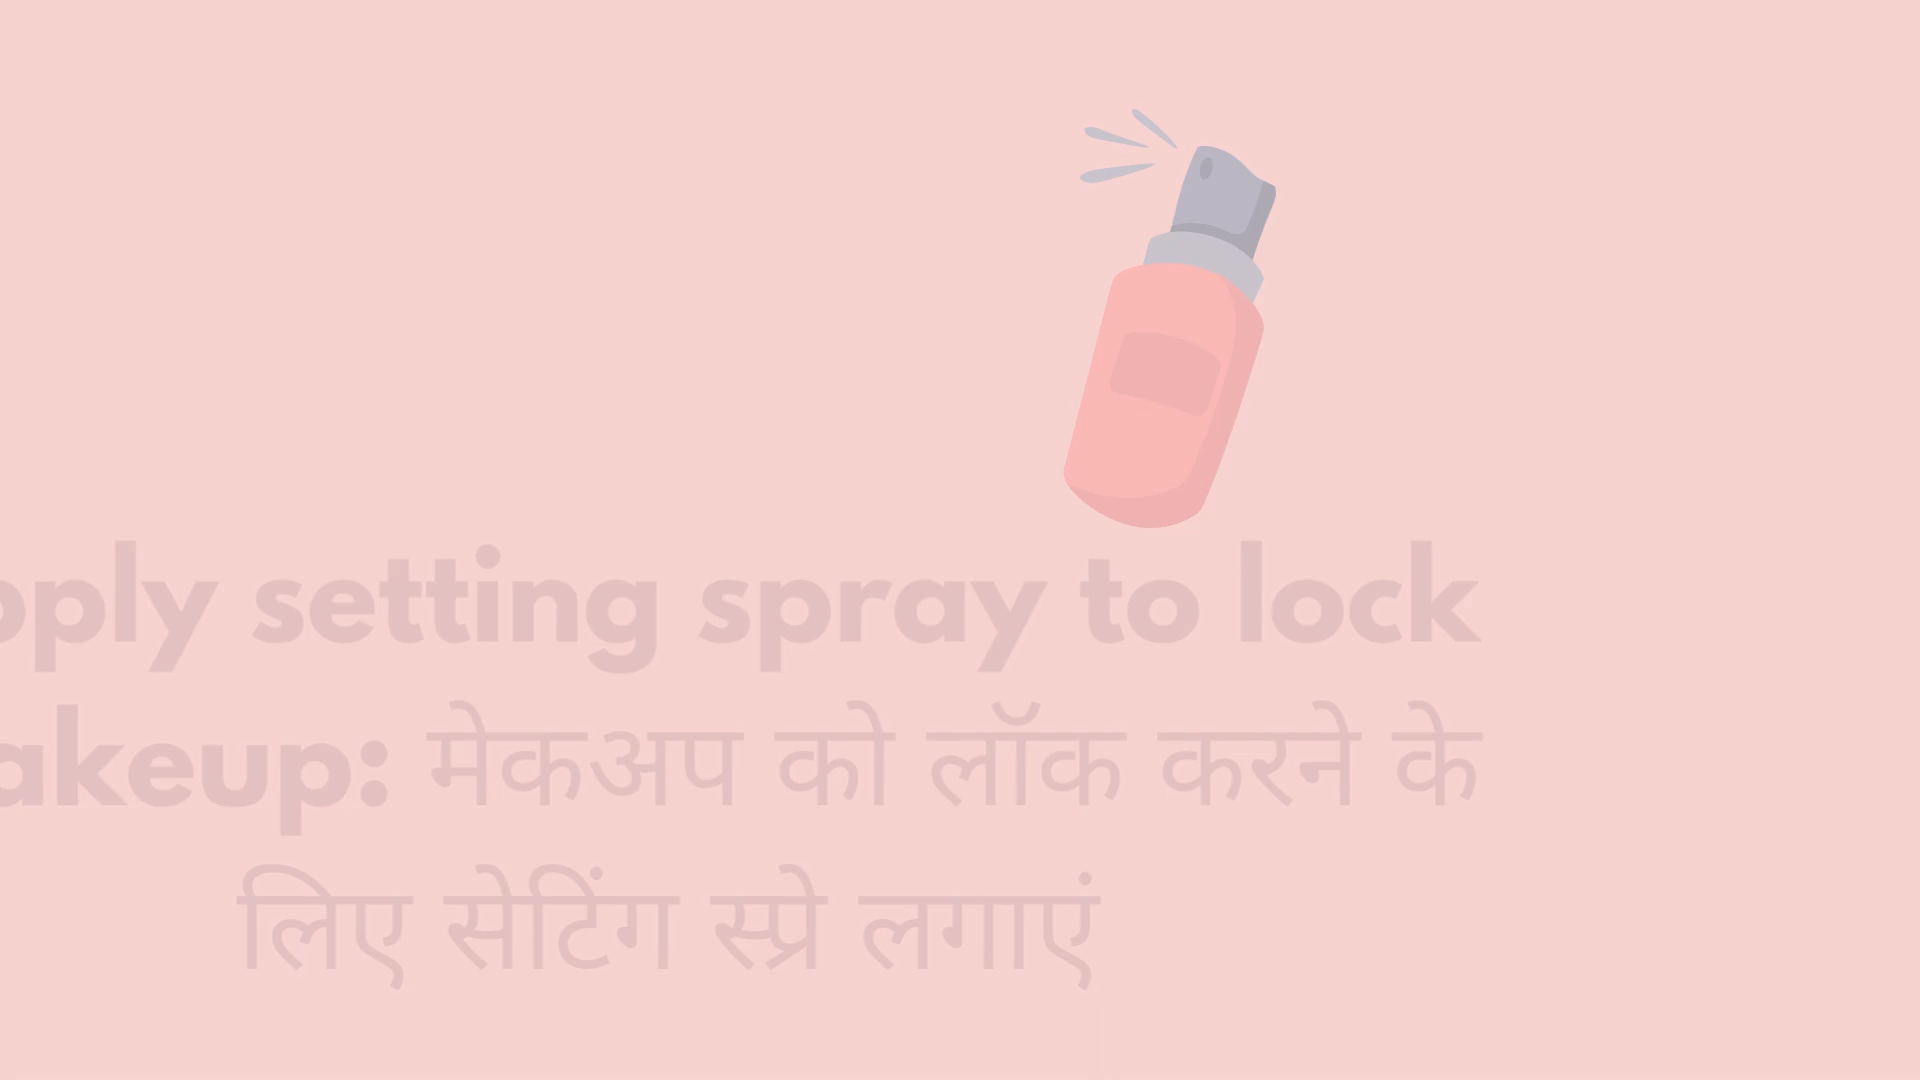 pply setting spray to lock
akeup: मेकअप को लॉक करने के
लिए सेटिंग स्प्रे लगाएं